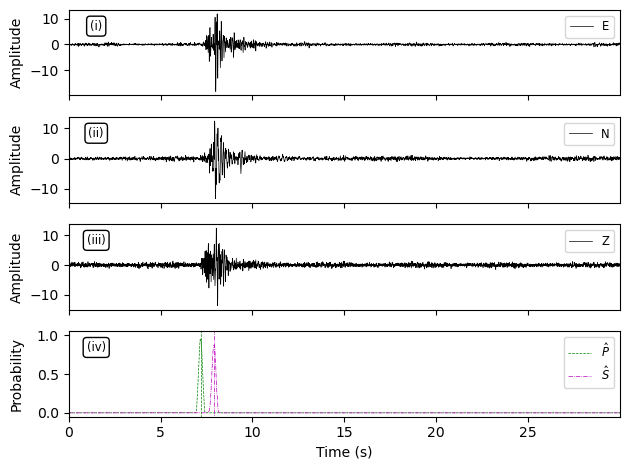 (i)
E
Amplitude
10
0
−10
(ii)
N
Amplitude
10
0
−10
(iii)
Z
Amplitude
10
0
−10
(iv)
P̂
Ŝ
Probability
1.0
0.5
0.0
0 5 10 15 20 25
Time (s)